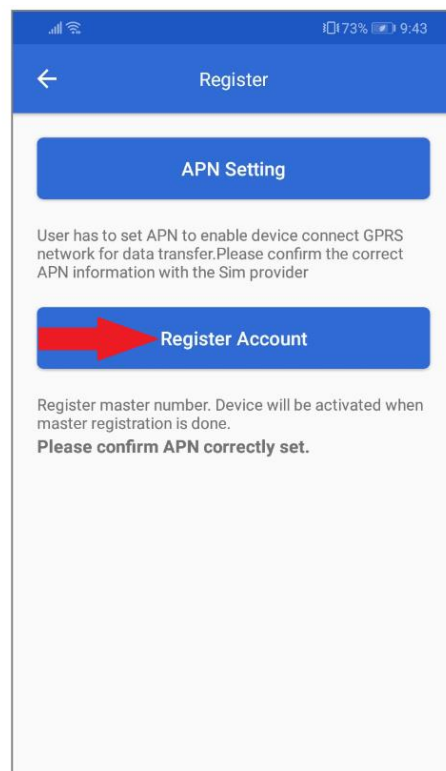 73% 9:43
Register
APN Setting
User has to set APN to enable device connect GPRS
network for data transfer.Please confirm the correct
APN information with the Sim provider
Register Account
Register master number. Device will be activated when
master registration is done.
Please confirm APN correctly set.